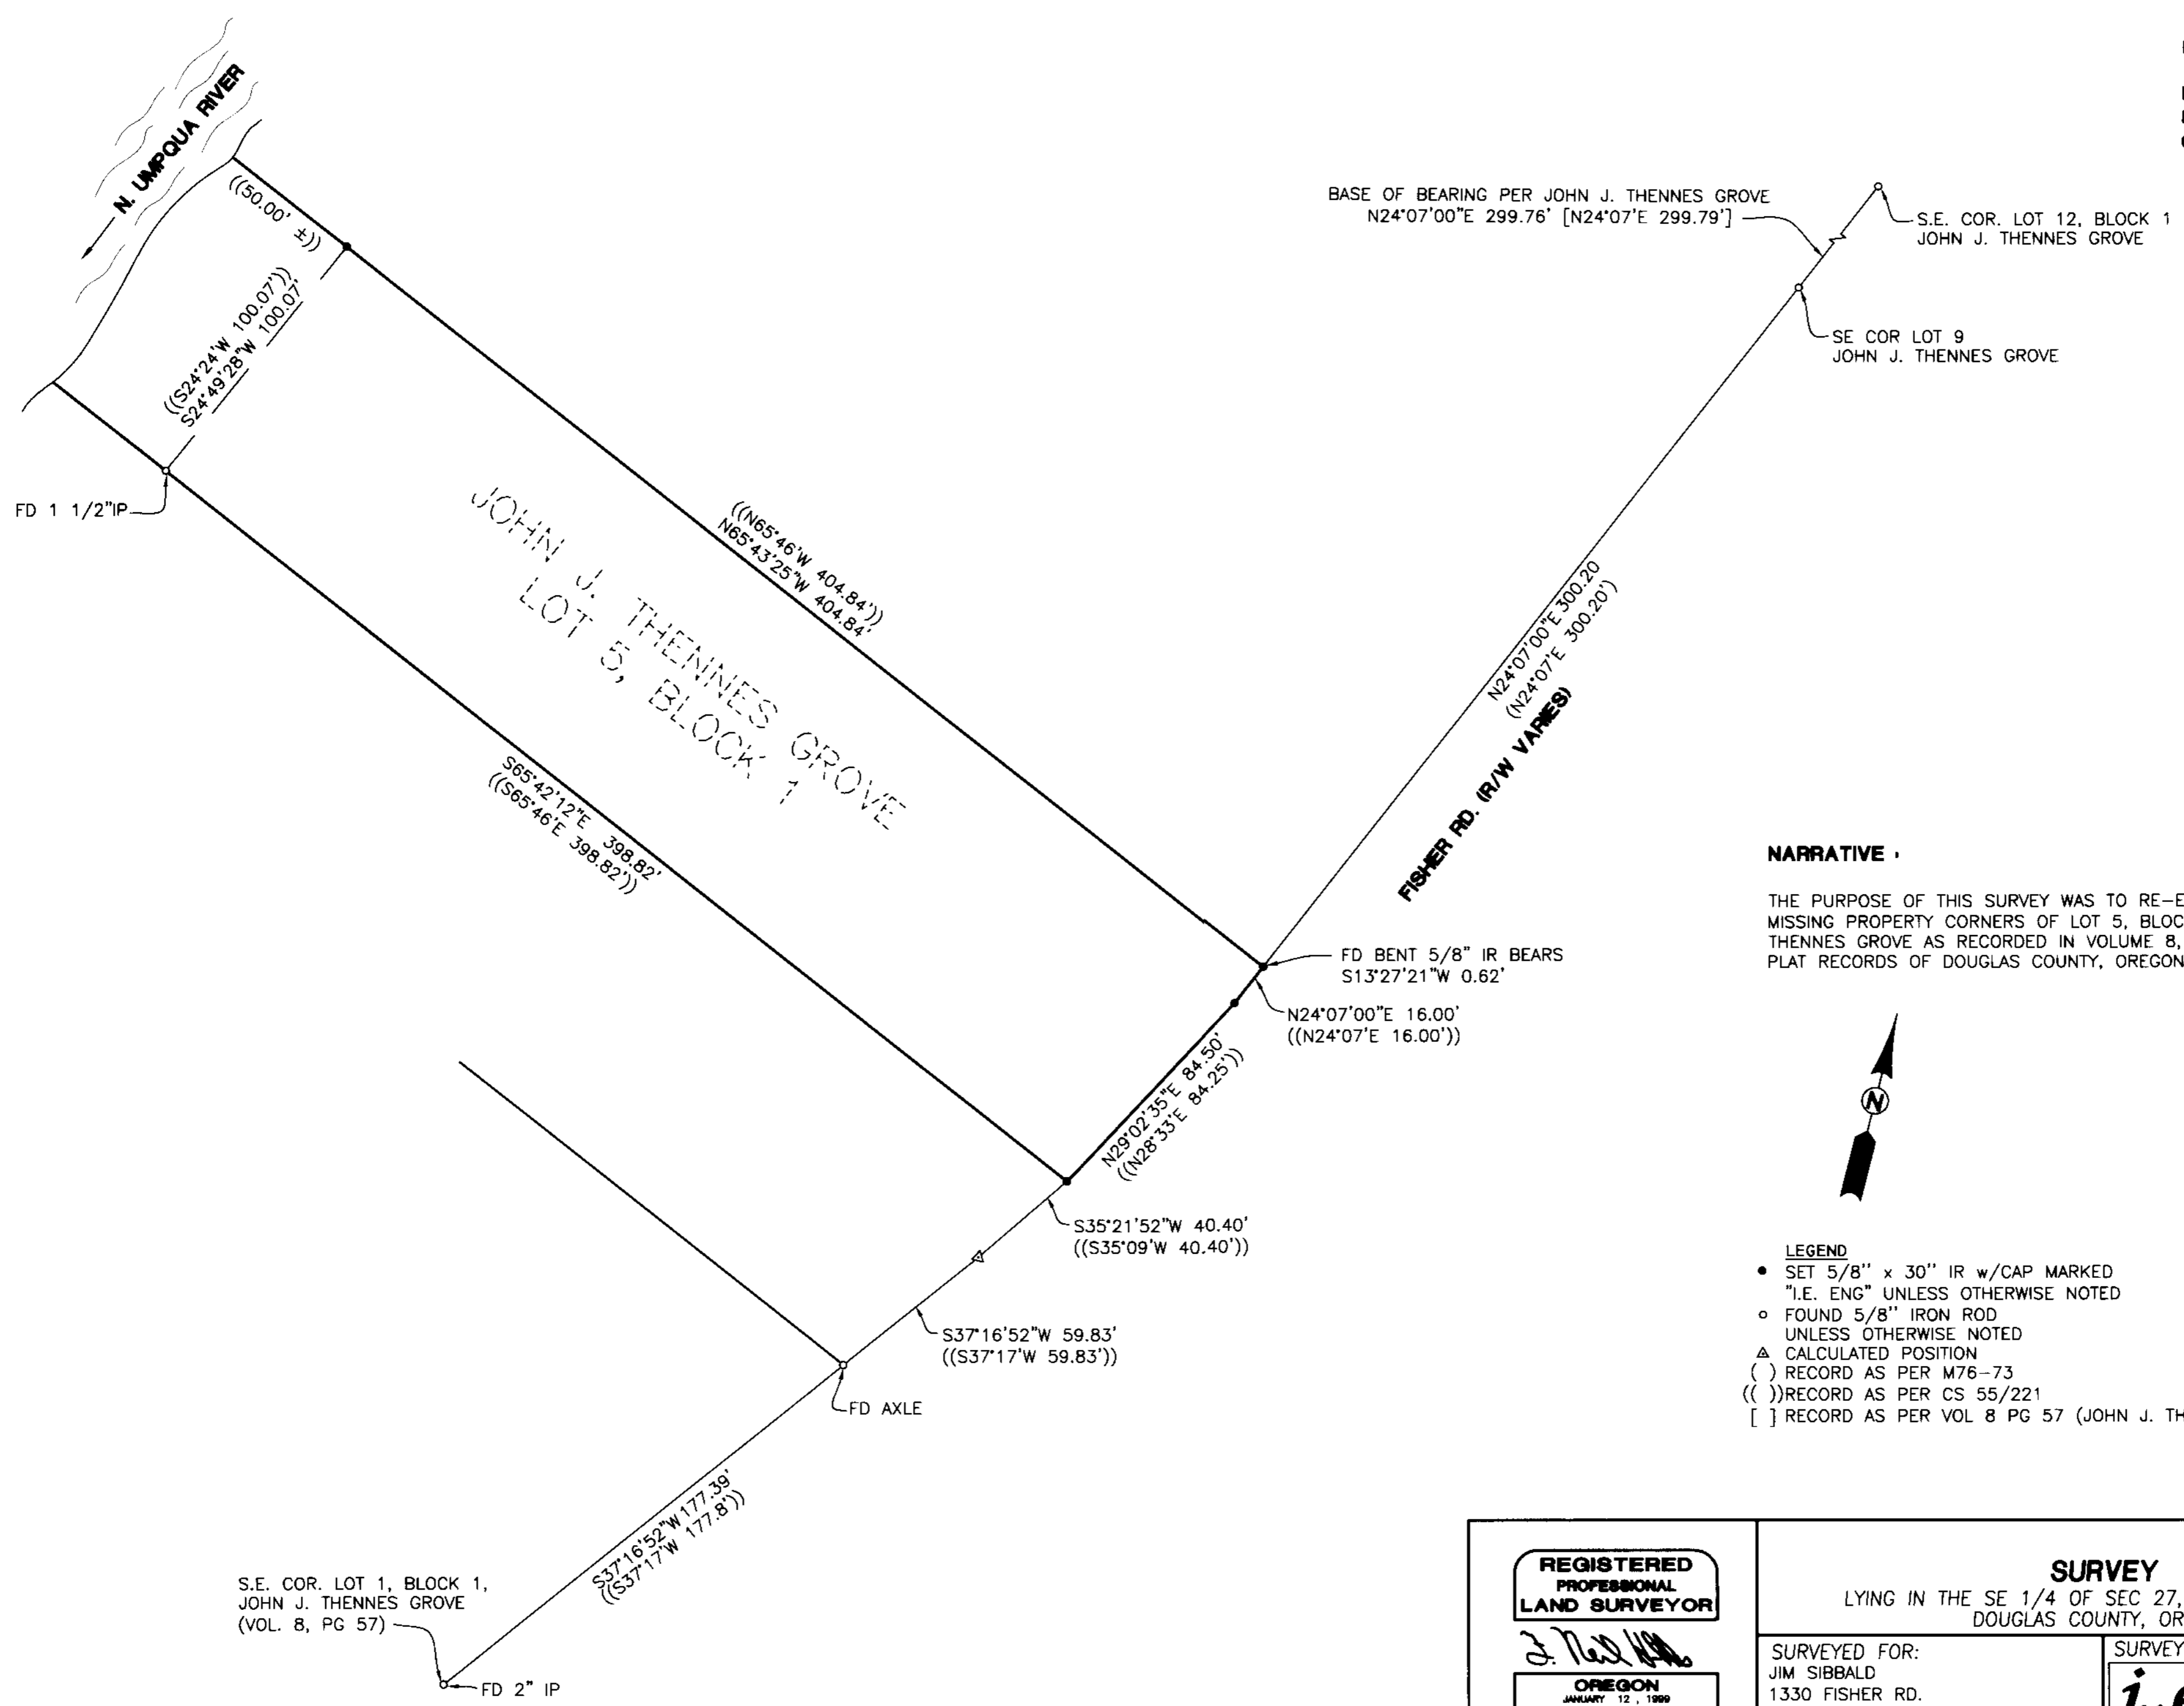 N. UMPQUA RIVER
((50.00' ±))
((S24°24'W 100.07'))
S24°49'28"W 100.07'
FD 1 1/2"IP
BASE OF BEARING PER JOHN J. THENNES GROVE
N24°07'00"E 299.76' [N24°07'E 299.79']
S.E. COR. LOT 12, BLOCK 1
JOHN J. THENNES GROVE
SE COR LOT 9
JOHN J. THENNES GROVE
((N65°46'W 404.84'))
N65°43'25"W 404.84'
JOHN J. THENNES GROVE
LOT 5, BLOCK 1
S65°42'12"E 398.82'
((S65°46'E 398.82'))
N24°07'00"E 300.20
(N24°07'E 300.20')
FISHER RD. (R/W VARIES)
FD BENT 5/8" IR BEARS
S13°27'21"W 0.62'
N24°07'00"E 16.00'
((N24°07'E 16.00'))
N29°02'35"E 84.50'
((N28°33'E 84.25'))
S35°21'52"W 40.40'
((S35°09'W 40.40'))
S37°16'52"W 59.83'
((S37°17'W 59.83'))
FD AXLE
S37°16'52"W 177.39'
((S37°17'W 177.8'))
S.E. COR. LOT 1, BLOCK 1,
JOHN J. THENNES GROVE
(VOL. 8, PG 57)
FD 2" IP
NARRATIVE :
THE PURPOSE OF THIS SURVEY WAS TO RE-E
MISSING PROPERTY CORNERS OF LOT 5, BLOC
THENNES GROVE AS RECORDED IN VOLUME 8,
PLAT RECORDS OF DOUGLAS COUNTY, OREGON
N
LEGEND
SET 5/8" x 30" IR w/CAP MARKED
"I.E. ENG" UNLESS OTHERWISE NOTED
FOUND 5/8" IRON ROD
UNLESS OTHERWISE NOTED
CALCULATED POSITION
( ) RECORD AS PER M76-73
(( ))RECORD AS PER CS 55/221
[ ] RECORD AS PER VOL 8 PG 57 (JOHN J. TH
REGISTERED
PROFESSIONAL
LAND SURVEYOR
OREGON
JANUARY 12, 1999
SURVEY
LYING IN THE SE 1/4 OF SEC 27,
DOUGLAS COUNTY, OR
SURVEYED FOR:
JIM SIBBALD
1330 FISHER RD.
SURVEY